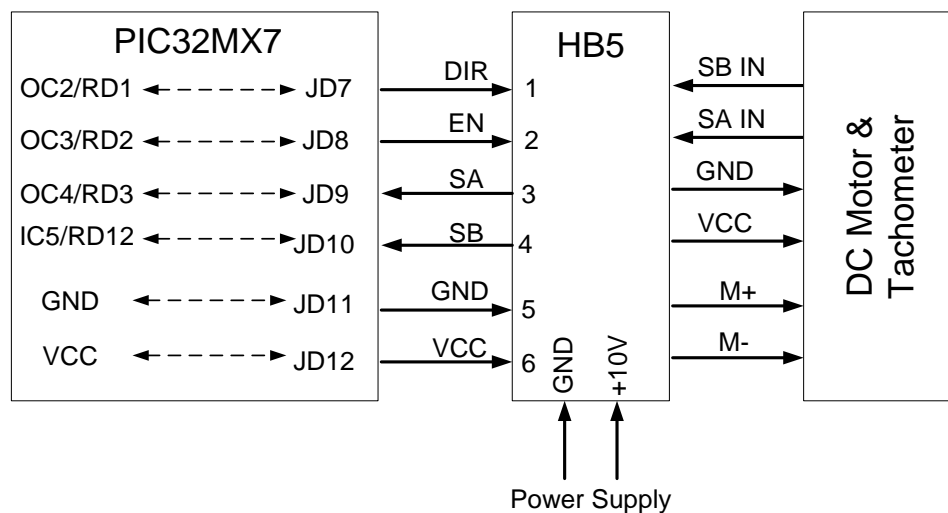 PIC32MX7
OC2/RD1
JD7
OC3/RD2
JD8
OC4/RD3
JD9
IC5/RD12
JD10
GND
JD11
VCC
JD12
DIR
EN
SA
SB
GND
VCC
HB5
1
2
3
4
5
6
GND
+10V
Power Supply
SB IN
SA IN
GND
VCC
M+
M-
DC Motor &
Tachometer